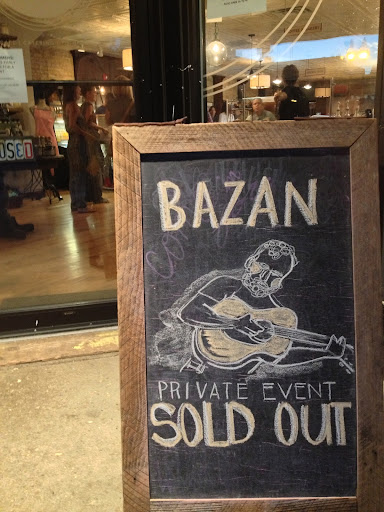 BAZAN
PRIVATE EVENT
SOLD OUT